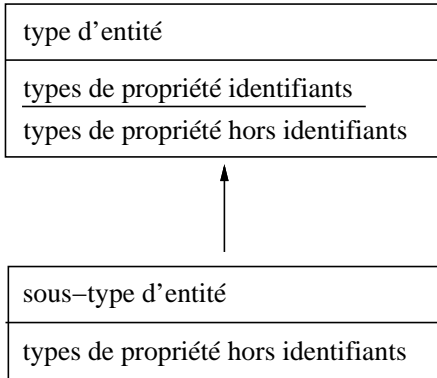 type d'entité
types de propriété identifiants
types de propriété hors identifiants
sous−type d'entité
types de propriété hors identifiants